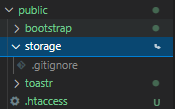 public
bootstrap
storage
.gitignore
toastr
.htaccess U